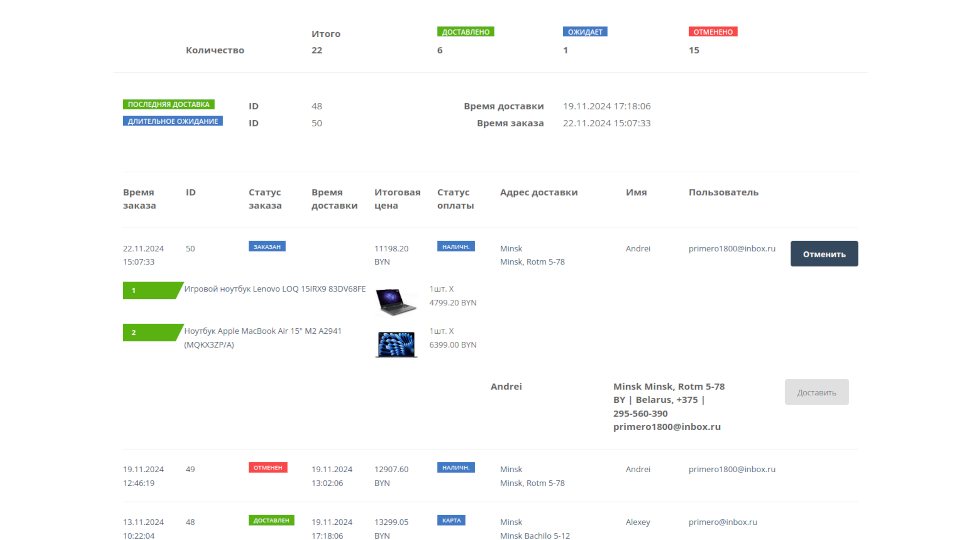 Итого ДОСТАВЛЕНО ОЖИДАЕТ ОТМЕНЕНО
Количество 22 6 1 15
ПОСЛЕДНЯЯ ДОСТАВКА ID 48 Время доставки 19.11.2024 17:18:06
ДЛИТЕЛЬНОЕ ОЖИДАНИЕ ID 50 Время заказа 22.11.2024 15:07:33
Время ID Статус Время Итоговая Статус Адрес доставки Имя Пользователь
заказа заказа доставки цена оплаты
22.11.2024 50 ЗАКАЗАН 11198.20 НАЛИЧН. Minsk Andrei primero1800@inbox.ru Отменить
15:07:33 BYN Minsk, Rotm 5-78
1 Игровой ноутбук Lenovo LOQ 15IRX9 83DV68FE 1шт. X
4799.20 BYN
2 Ноутбук Apple MacBook Air 15" M2 A2941 1шт. X
(MQKX3ZP/A) 6399.00 BYN
Andrei Minsk Minsk, Rotm 5-78 Доставить
BY | Belarus, +375 |
295-560-390
primero1800@inbox.ru
19.11.2024 49 ОТМЕНЕН 19.11.2024 12907.60 НАЛИЧН. Minsk Andrei primero1800@inbox.ru
12:46:19 13:02:06 BYN Minsk, Rotm 5-78
13.11.2024 48 ДОСТАВЛЕН 19.11.2024 13299.05 КАРТА Minsk Alexey primero@inbox.ru
10:22:04 17:18:06 BYN Minsk Bachilo 5-12